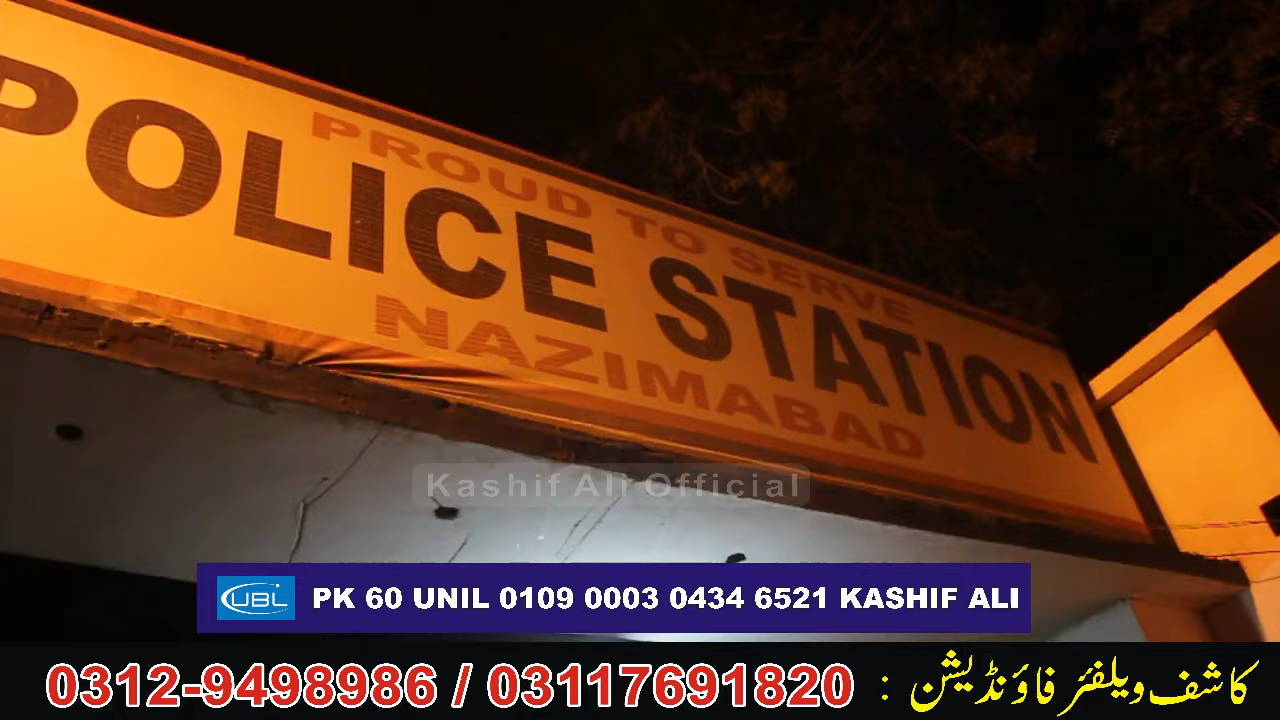 PROUD TO SERVE
POLICE STATION
NAZIMABAD
Kashif Ali Official
UBL PK 60 UNIL 0109 0003 0434 6521 KASHIF ALI
کاشف ویلفئر فاؤنڈیشن : 0312-9498986 / 03117691820